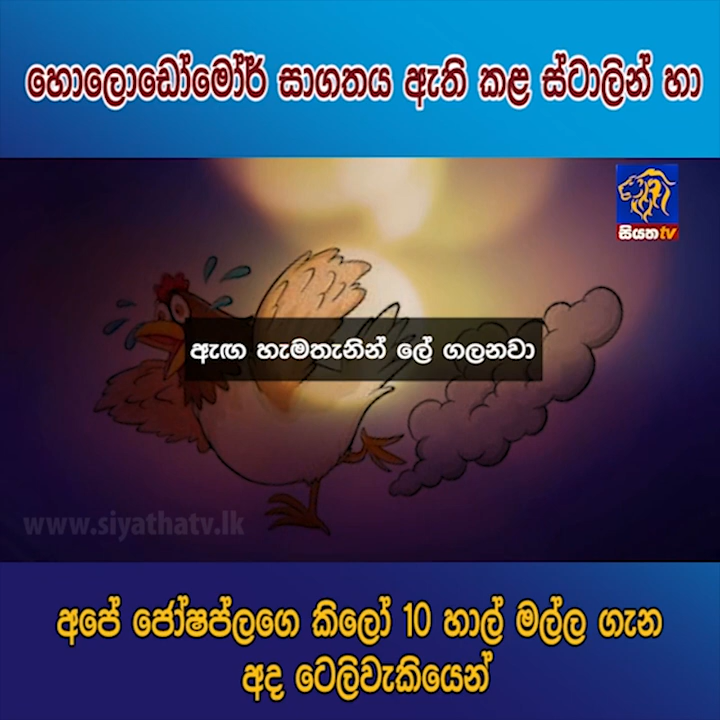 හොලොඩෝමෝර් සාගතය ඇති කළ ස්ටාලින් හා
සියත tv
ඇඟ හැමතැනින් ලේ ගලනවා
www.siyathatv.lk
අපේ ජෝෂප්ලගෙ කිලෝ 10 හාල් මල්ල ගැන
අද ටෙලිවැකියෙන්